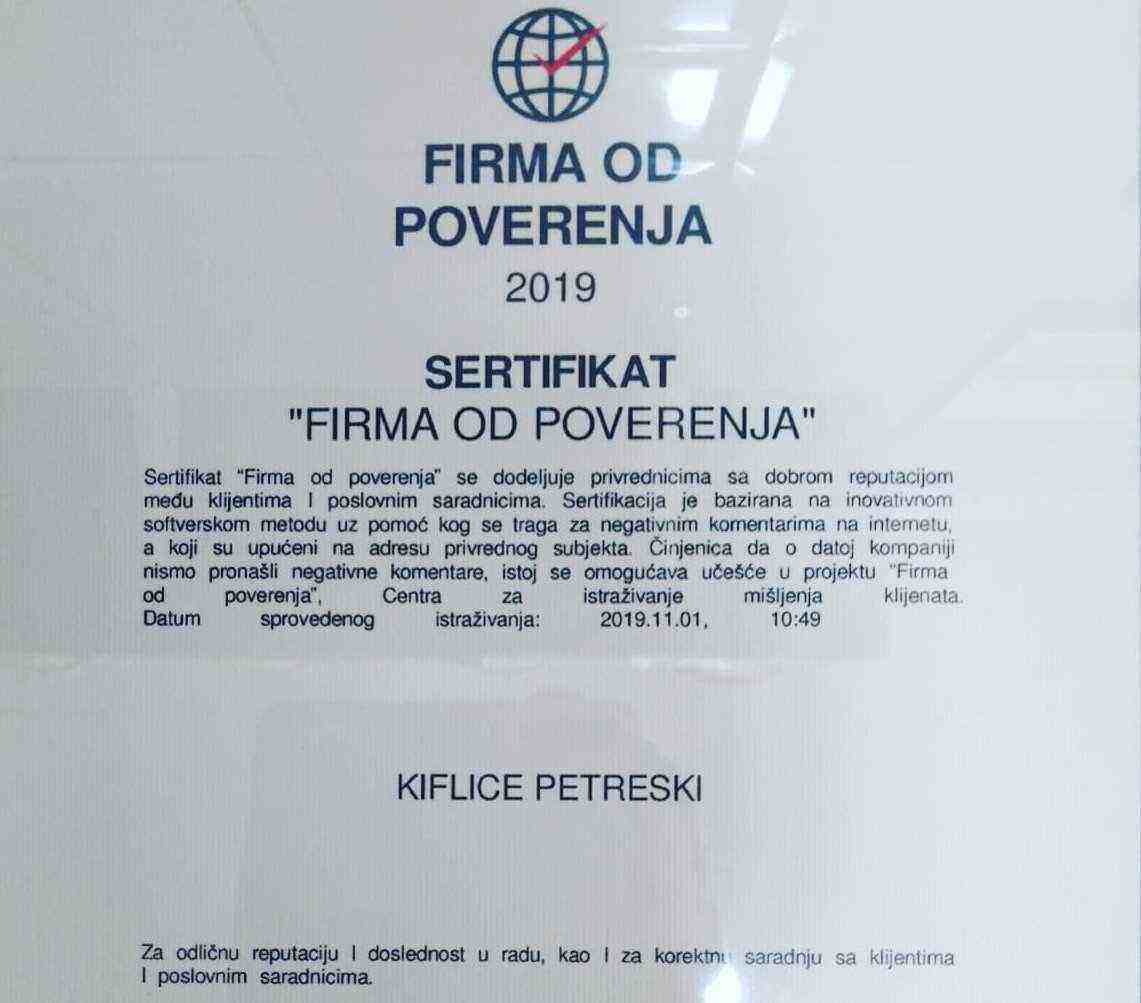 FIRMA OD
POVERENJA
2019
SERTIFIKAT
"FIRMA OD POVERENJA"
Sertifikat "Firma od poverenja" se dodeljuje privrednicima sa dobrom reputacijom
među klijentima I poslovnim saradnicima. Sertifikacija je bazirana na inovativnom
softverskom metodu uz pomoć kog se traga za negativnim komentarima na internetu,
a koji su upućeni na adresu privrednog subjekta. Činjenica da o datoj kompaniji
nismo pronašli negativne komentare, istoj se omogućava učešće u projektu "Firma
od poverenja", Centra za istraživanje mišljenja klijenata.
Datum sprovedenog istraživanja: 2019.11.01, 10:49
KIFLICE PETRESKI
Za odličnu reputaciju I doslednost u radu, kao I za korektnu saradnju sa klijentima
I poslovnim saradnicima.